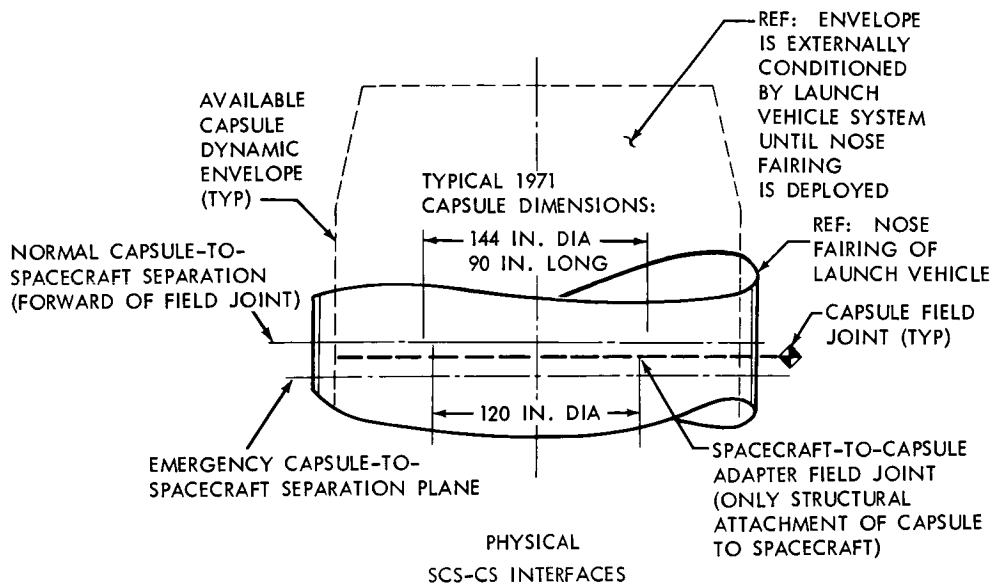 REF: ENVELOPE
IS EXTERNALLY
CONDITIONED
BY LAUNCH
VEHICLE SYSTEM
UNTIL NOSE
FAIRING
IS DEPLOYED
AVAILABLE
CAPSULE
DYNAMIC
ENVELOPE
(TYP)
TYPICAL 1971
CAPSULE DIMENSIONS:
144 IN. DIA
90 IN. LONG
REF: NOSE
FAIRING OF
LAUNCH VEHICLE
NORMAL CAPSULE-TO-
SPACECRAFT SEPARATION
(FORWARD OF FIELD JOINT)
CAPSULE FIELD
JOINT (TYP)
120 IN. DIA
EMERGENCY CAPSULE-TO-
SPACECRAFT SEPARATION PLANE
SPACECRAFT-TO-CAPSULE
ADAPTER FIELD JOINT
(ONLY STRUCTURAL
ATTACHMENT OF CAPSULE
TO SPACECRAFT)
PHYSICAL
SCS-CS INTERFACES